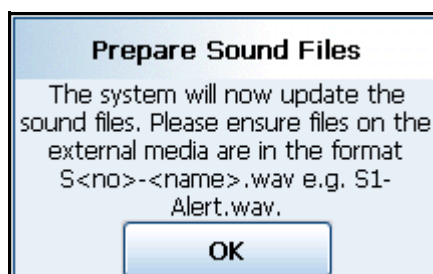 Prepare Sound Files
The system will now update the
sound files. Please ensure files on the
external media are in the format
S<no>-<name>.wav e.g. S1-
Alert.wav.
OK